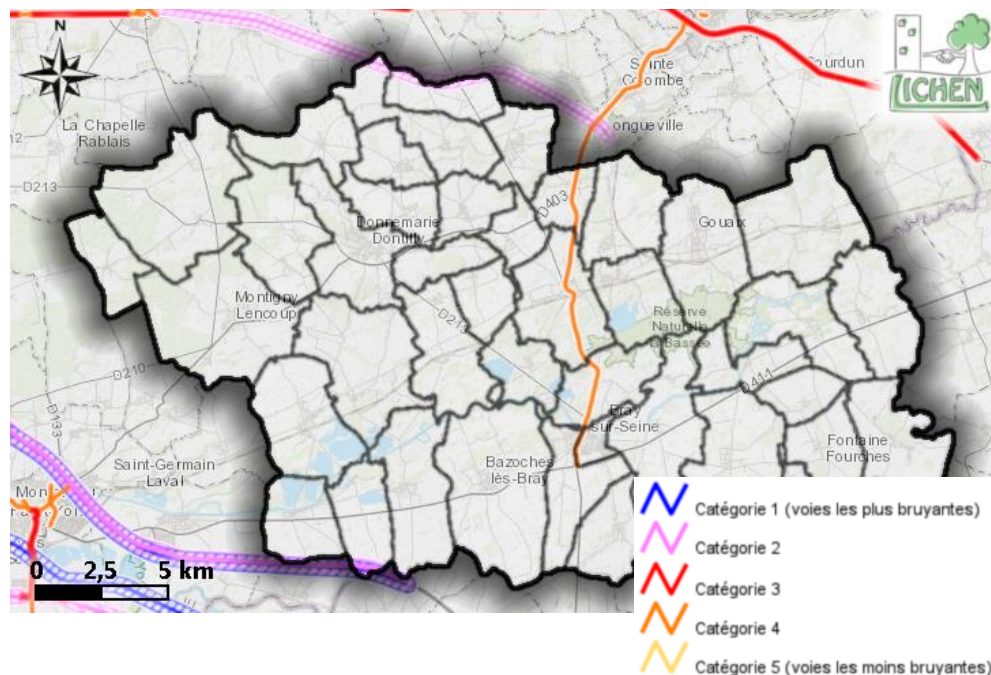 N
LICHEN
Sainte
Colombe
ourdun
La Chapelle
Rablais
ongueville
D213
D403
Donnemarie
Dontilly
Gouaix
Montigny
Lencoup
Réserve
Naturelle
La Bassée
D213
D210
D411
D133
Bray
sur-Seine
Fontaine
Fourches
Saint-Germain
Laval
Bazoches
lès-Bray
0 2,5 5 km
Catégorie 1 (voies les plus bruyantes)
Catégorie 2
Catégorie 3
Catégorie 4
Catégorie 5 (voies les moins bruyantes)